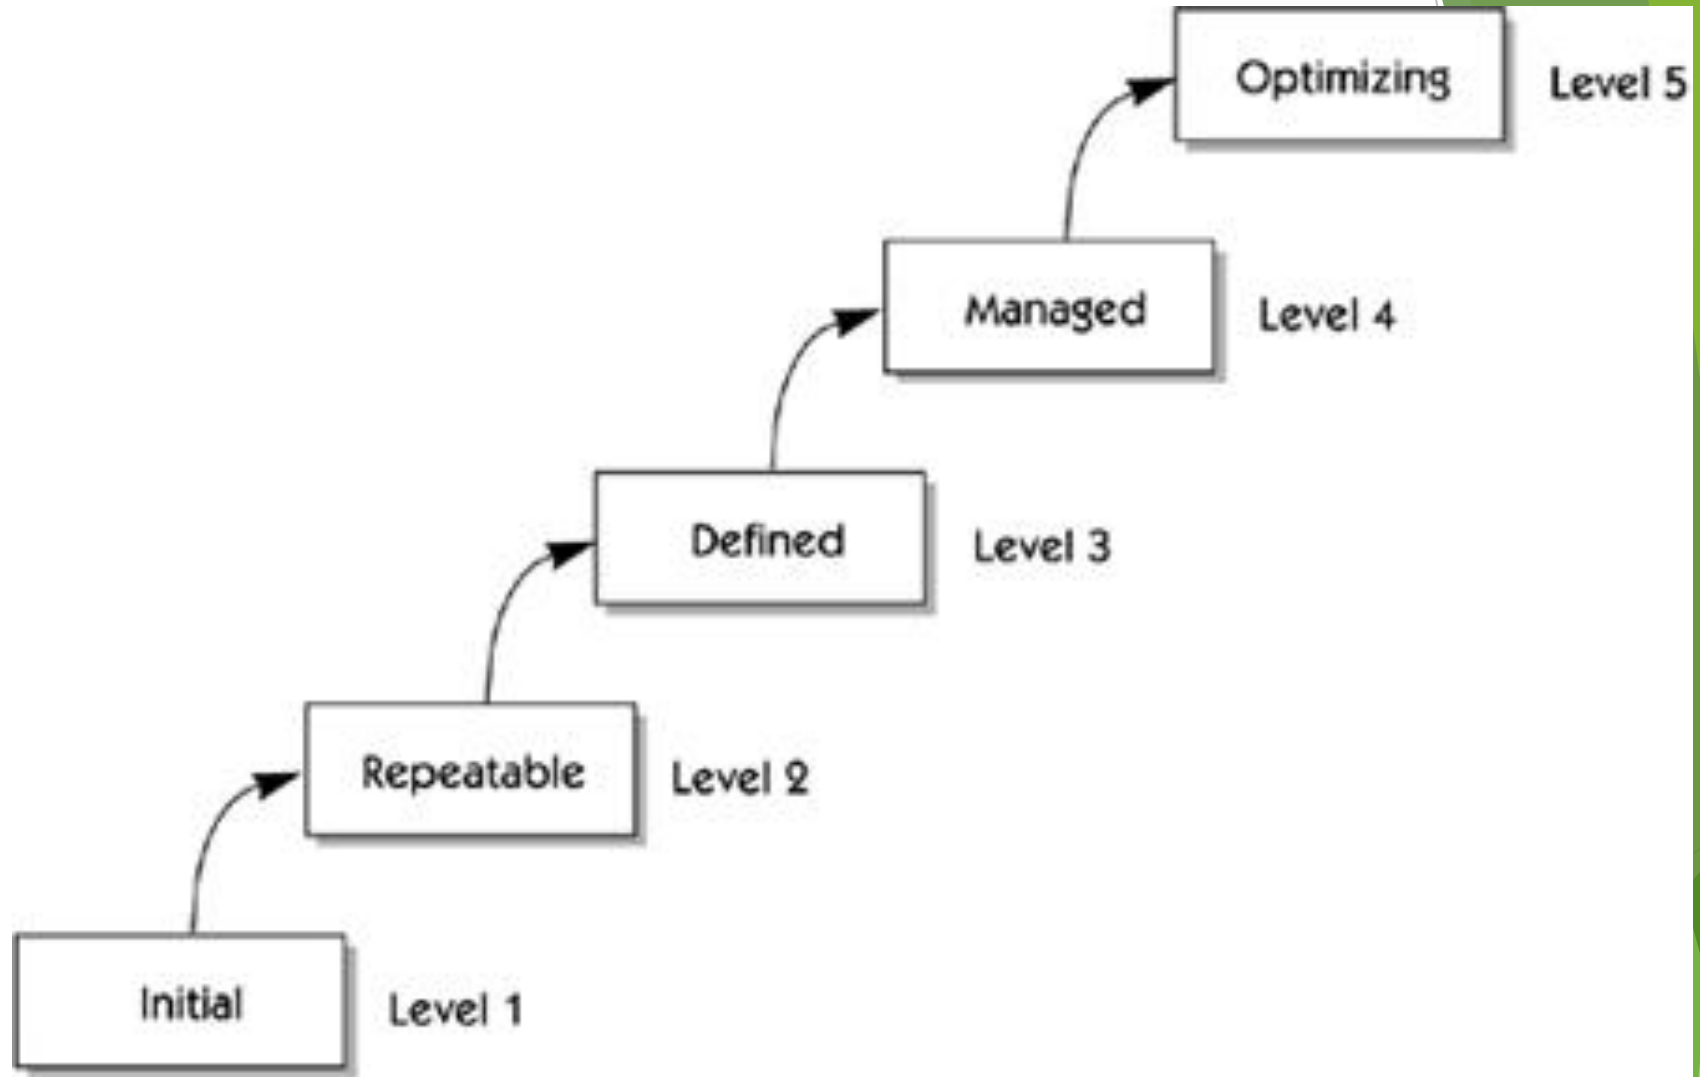 Optimizing Level 5
Managed Level 4
Defined Level 3
Repeatable Level 2
Initial Level 1